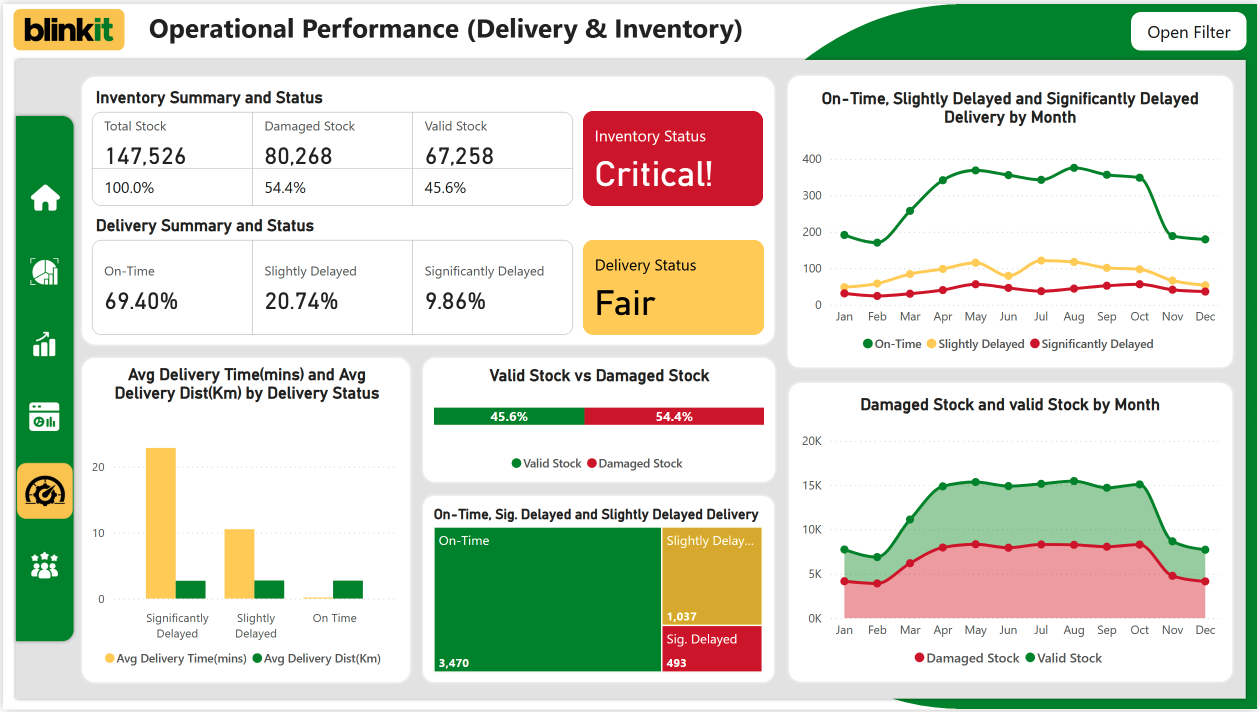 blinkit
Operational Performance (Delivery & Inventory)
Open Filter
Inventory Summary and Status
Total Stock
147,526
100.0%
Damaged Stock
80,268
54.4%
Valid Stock
67,258
45.6%
Inventory Status
Critical!
Delivery Summary and Status
On-Time
69.40%
Slightly Delayed
20.74%
Significantly Delayed
9.86%
Delivery Status
Fair
On-Time, Slightly Delayed and Significantly Delayed
Delivery by Month
400
300
200
100
0
Jan Feb Mar Apr May Jun Jul Aug Sep Oct Nov Dec
On-Time Slightly Delayed Significantly Delayed
Avg Delivery Time(mins) and Avg
Delivery Dist(Km) by Delivery Status
20
10
0
Significantly
Delayed
Slightly
Delayed
On Time
Avg Delivery Time(mins) Avg Delivery Dist(Km)
Valid Stock vs Damaged Stock
45.6% 54.4%
Valid Stock Damaged Stock
On-Time, Sig. Delayed and Slightly Delayed Delivery
On-Time
3,470
Slightly Delay...
1,037
Sig. Delayed
493
Damaged Stock and valid Stock by Month
20K
15K
10K
5K
0K
Jan Feb Mar Apr May Jun Jul Aug Sep Oct Nov Dec
Damaged Stock Valid Stock